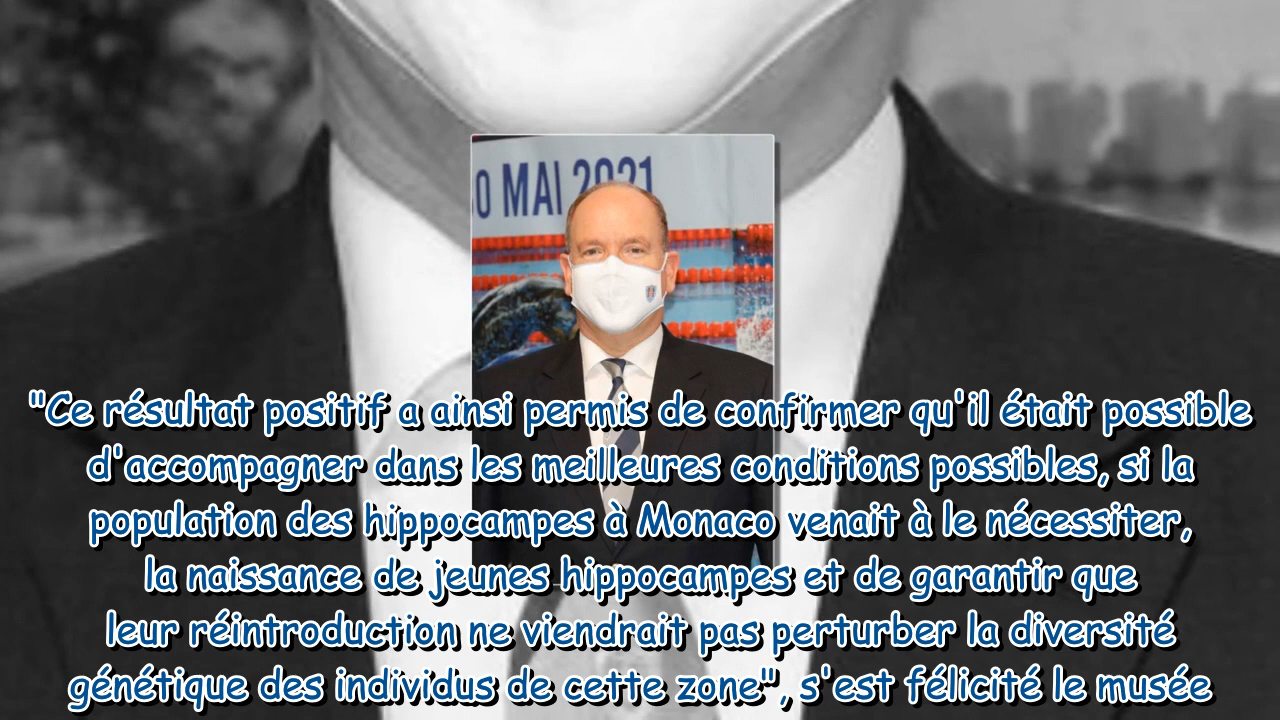 0 MAI 2021
"Ce résultat positif a ainsi permis de confirmer qu'il était possible
d'accompagner dans les meilleures conditions possibles, si la
population des hippocampes à Monaco venait à le nécessiter,
la naissance de jeunes hippocampes et de garantir que
leur réintroduction ne viendrait pas perturber la diversité
génétique des individus de cette zone", s'est félicité le musée